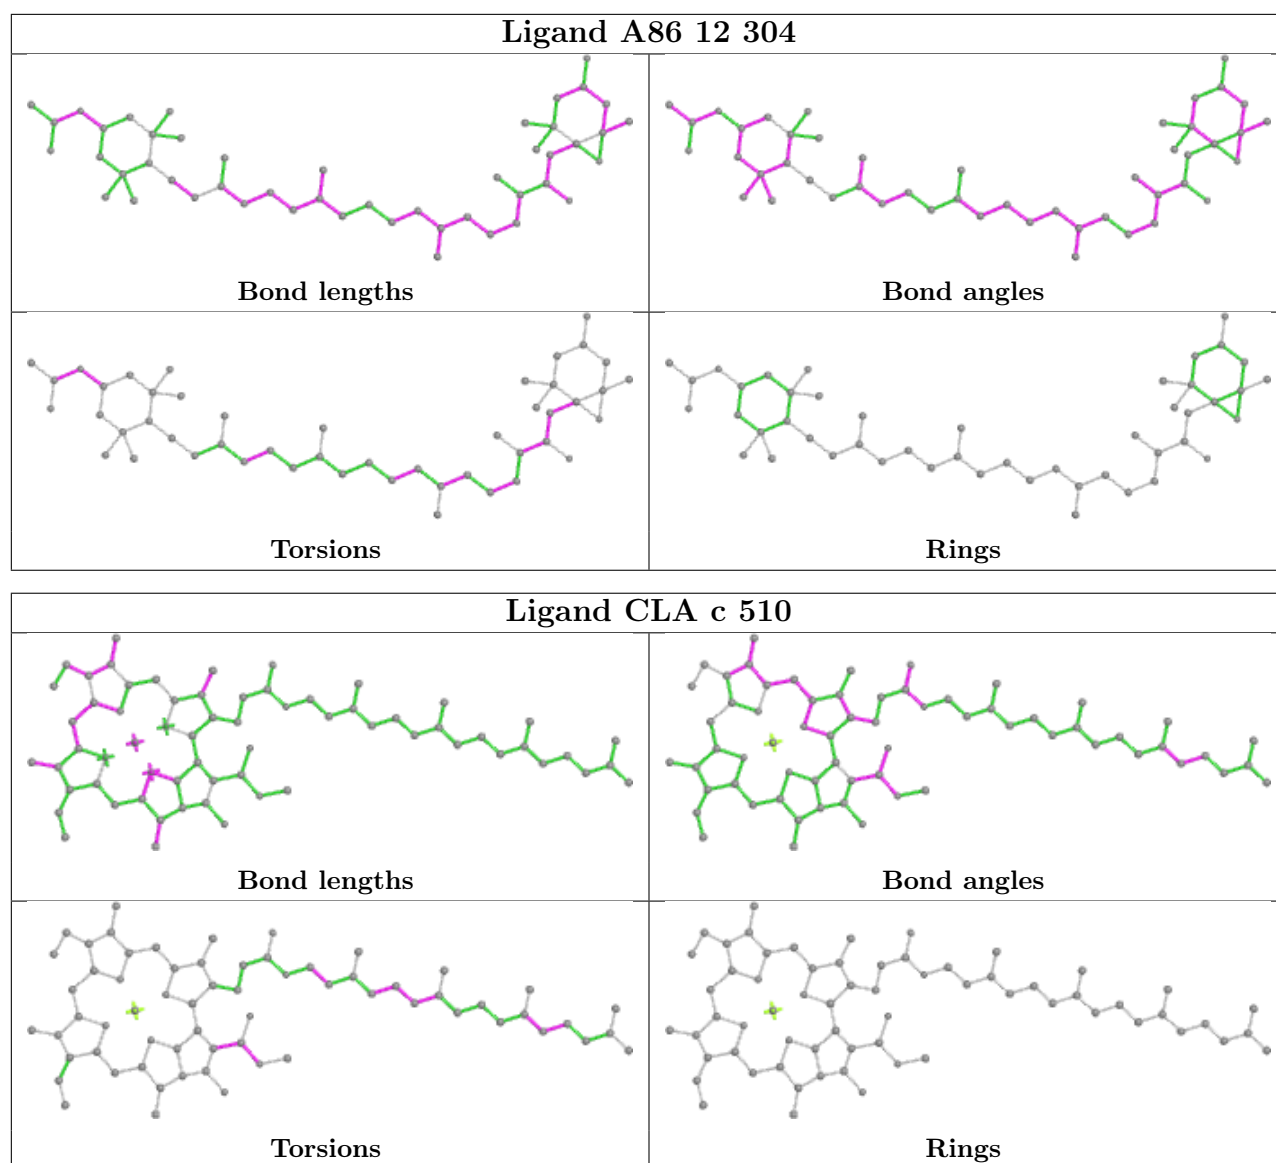 Ligand A86 12 304
Bond lengths
Bond angles
Torsions
Rings
Ligand CLA c 510
Bond lengths
Bond angles
Torsions
Rings